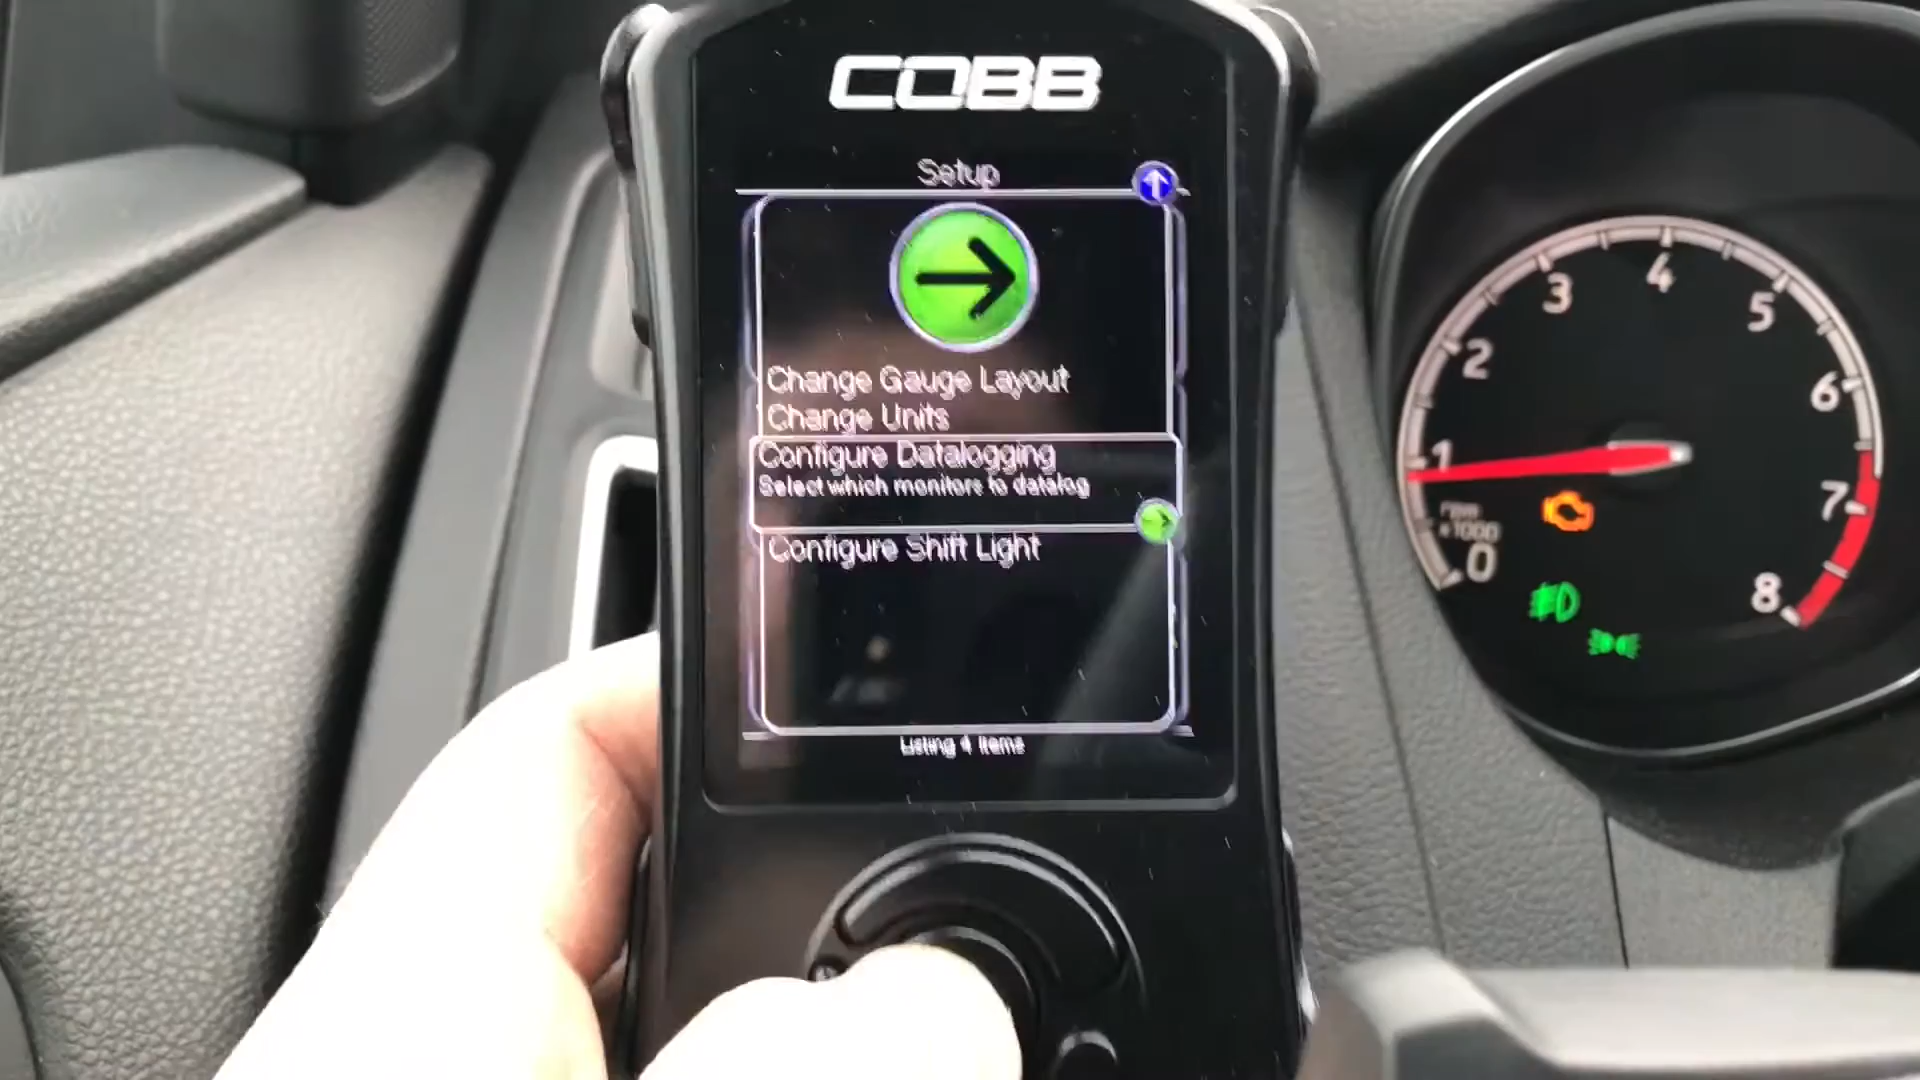 COBB
Setup
Change Gauge Layout
Change Units
Configure Datalogging
Select which monitors to datalog
Configure Shift Light
Listing 4 Items
0
1
2
3
4
5
6
7
8
rpm
x1000